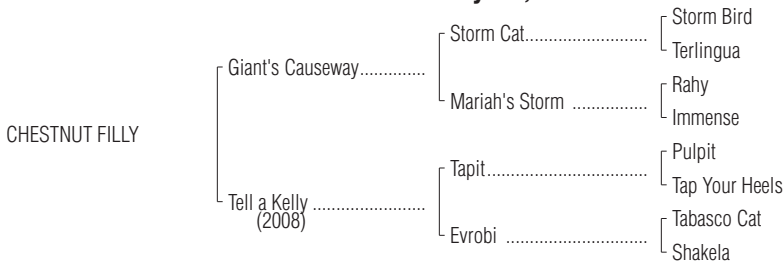 Storm Bird
Storm Cat
Terlingua
Giant's Causeway
Rahy
Mariah's Storm
Immense
CHESTNUT FILLY
Pulpit
Tapit
Tap Your Heels
Tell a Kelly
(2008)
Tabasco Cat
Evrobi
Shakela